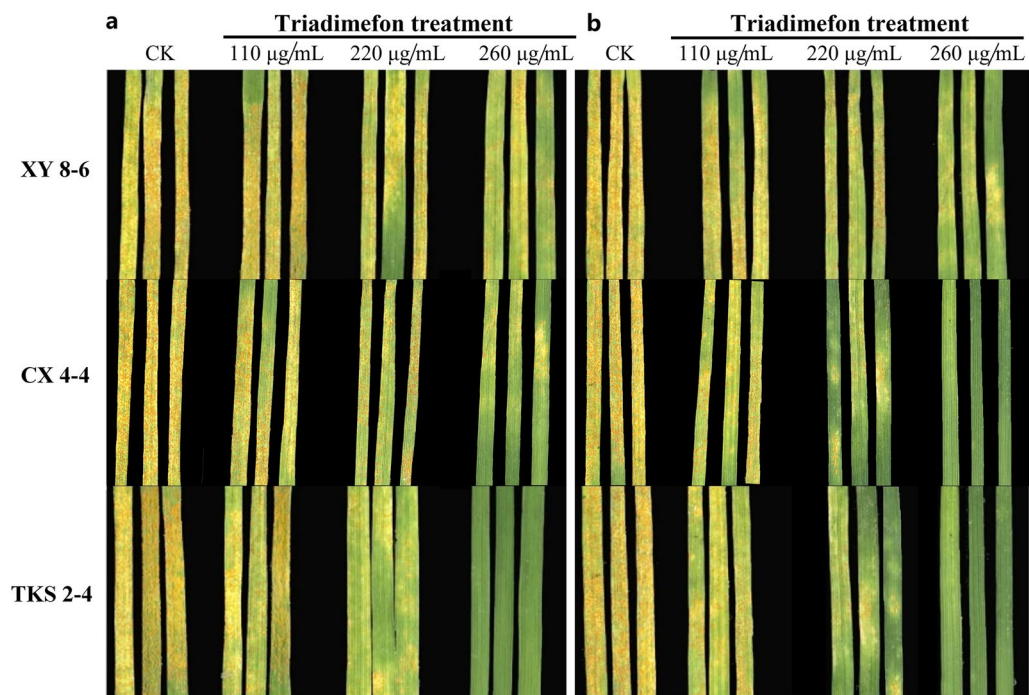 a
Triadimefon treatment
CK
110 μg/mL
220 μg/mL
260 μg/mL
b
Triadimefon treatment
CK
110 μg/mL
220 μg/mL
260 μg/mL
XY 8-6
CX 4-4
TKS 2-4